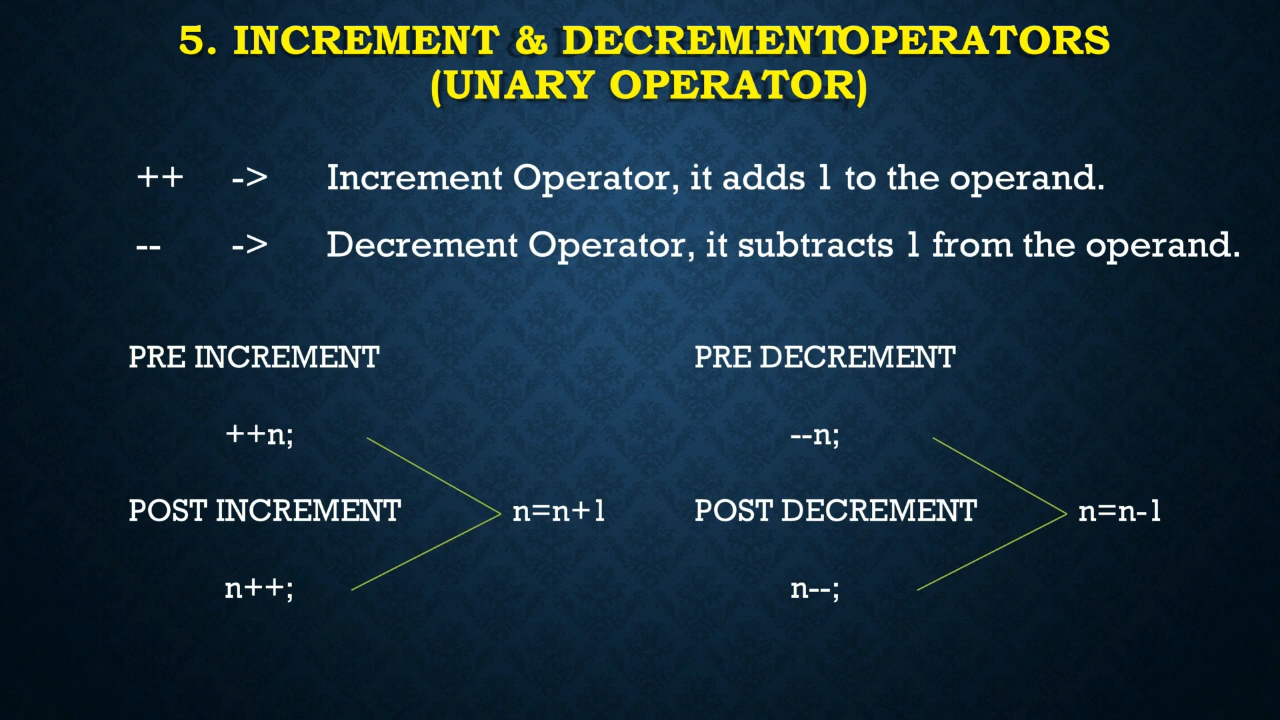 5. INCREMENT & DECREMENTOPERATORS
(UNARY OPERATOR)
++ -> Increment Operator, it adds 1 to the operand.
-- -> Decrement Operator, it subtracts 1 from the operand.
PRE INCREMENT
++n;
POST INCREMENT n=n+1
n++;
PRE DECREMENT
--n;
POST DECREMENT n=n-1
n--;